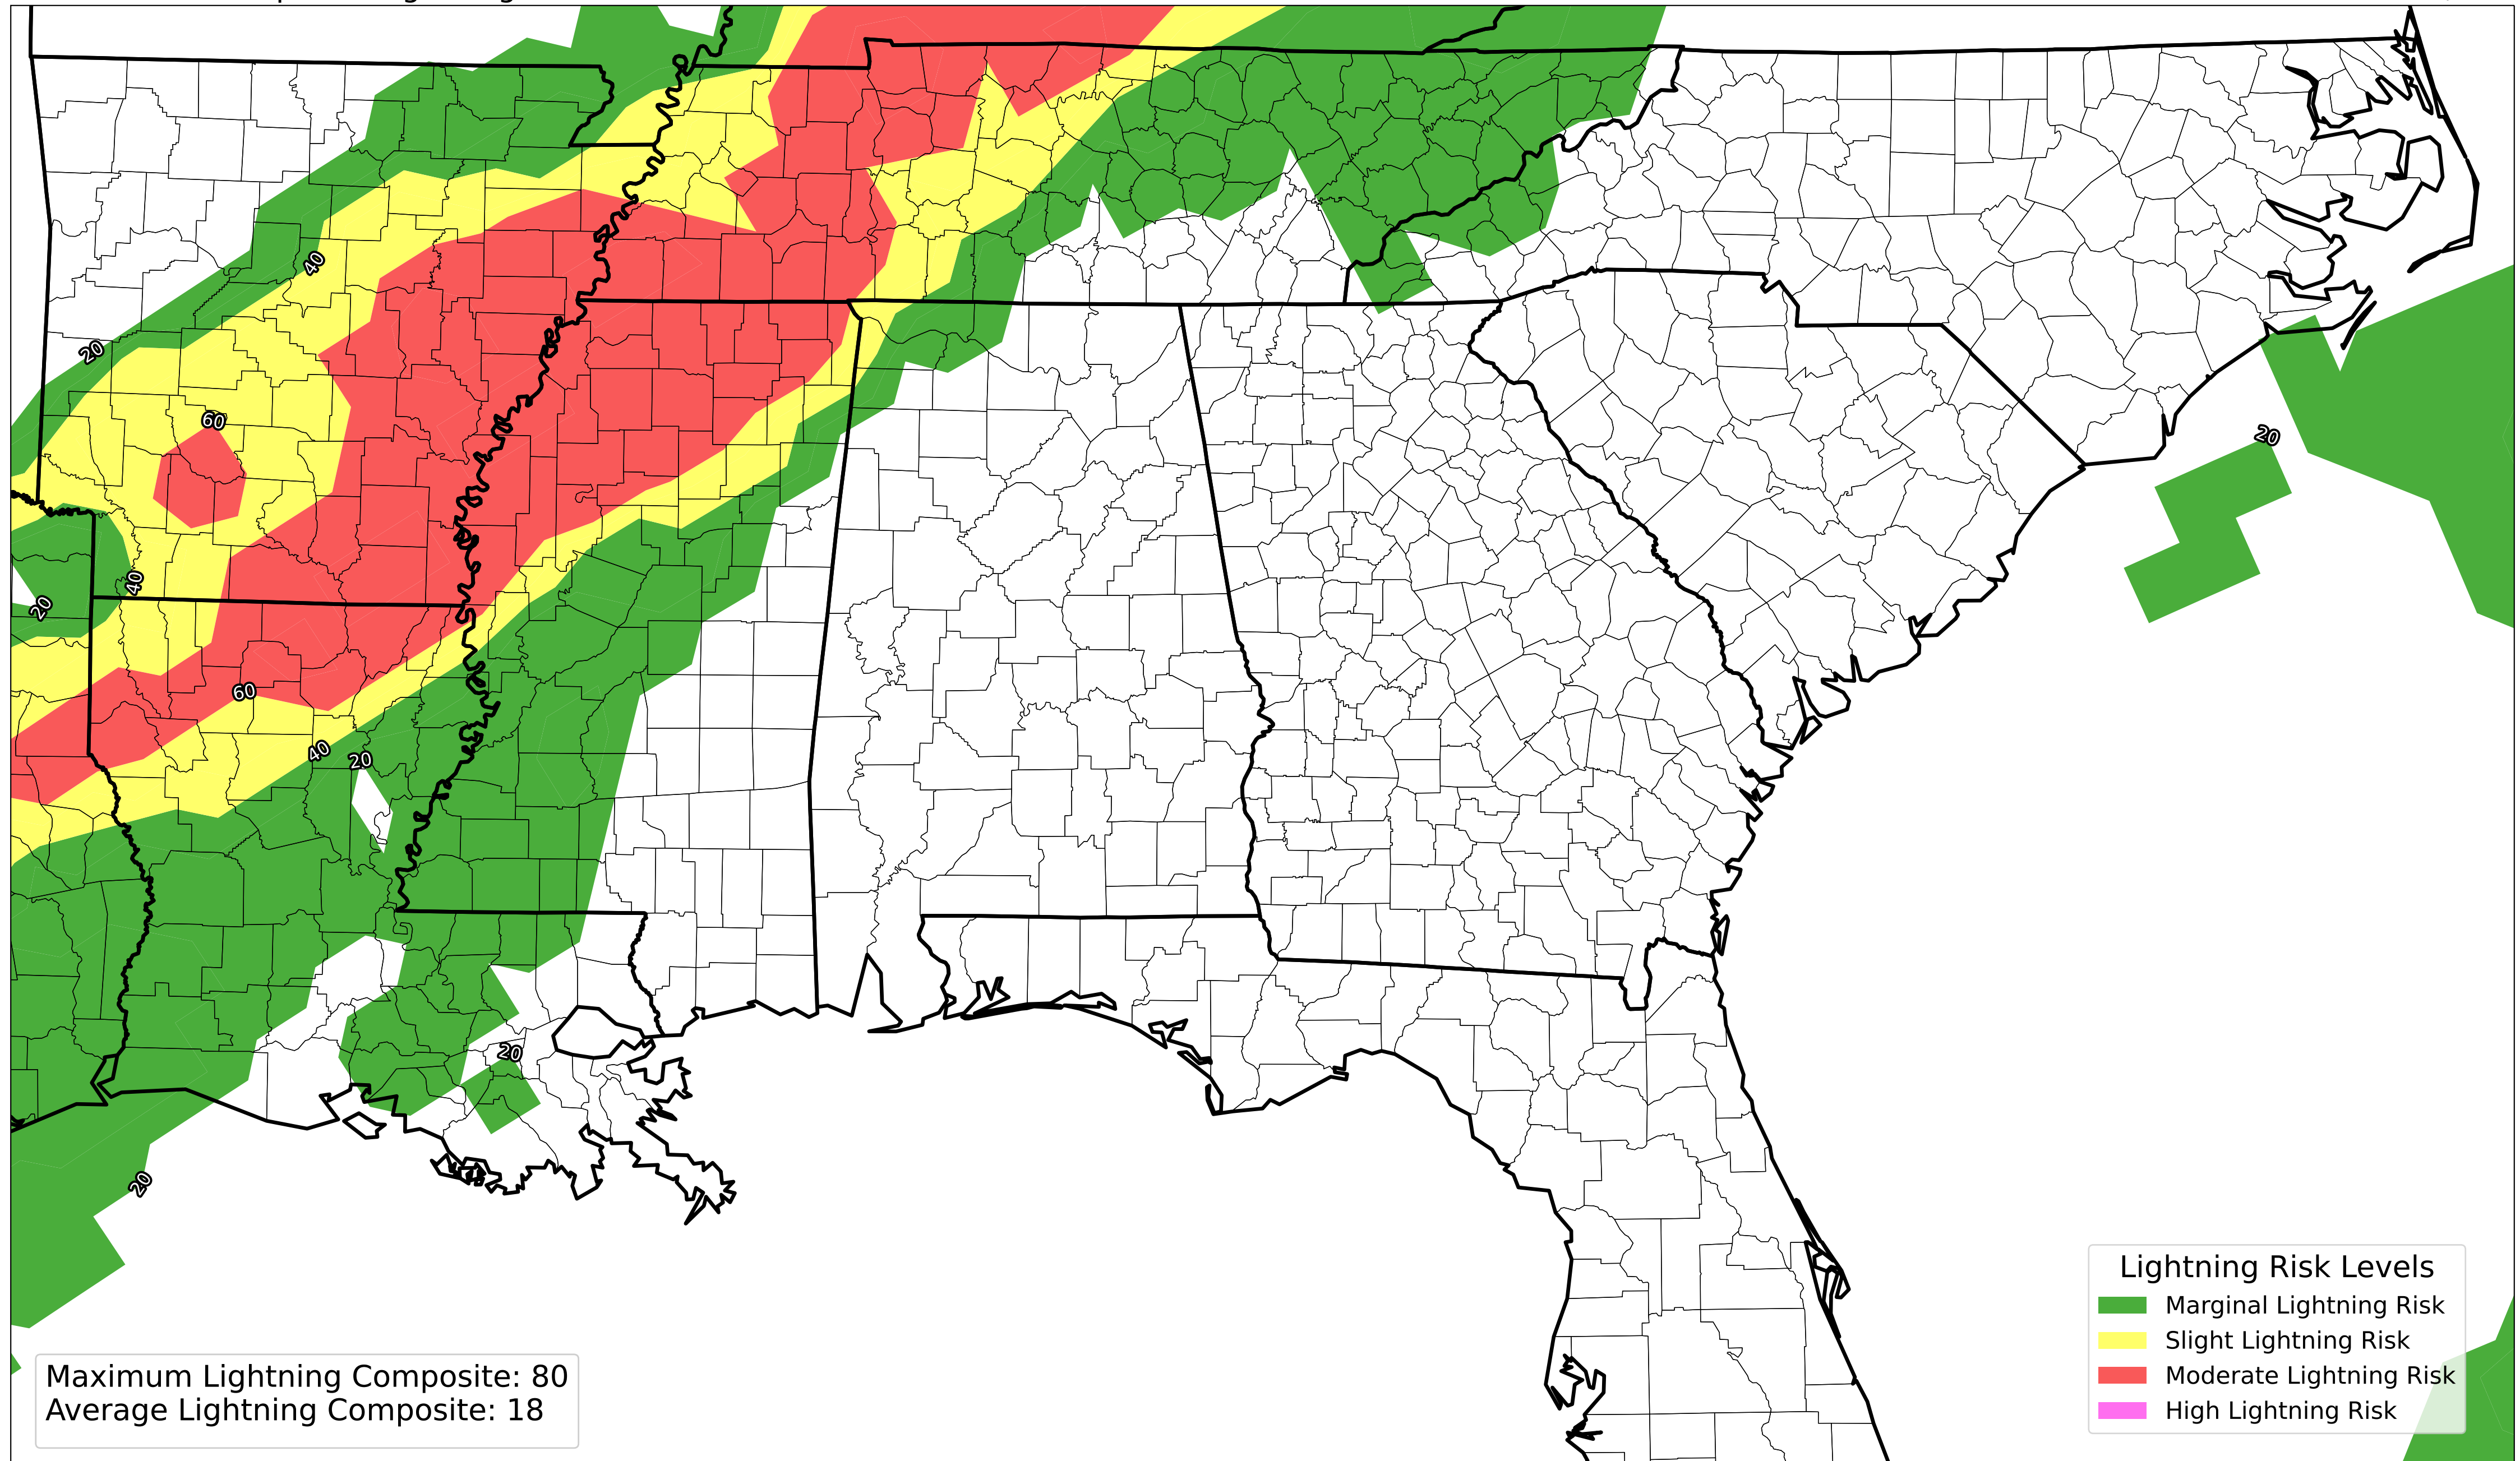 40
20
60
40
20
60
40
20
20
20
20
Lightning Risk Levels
Marginal Lightning Risk
Slight Lightning Risk
Moderate Lightning Risk
High Lightning Risk
Maximum Lightning Composite: 80
Average Lightning Composite: 18